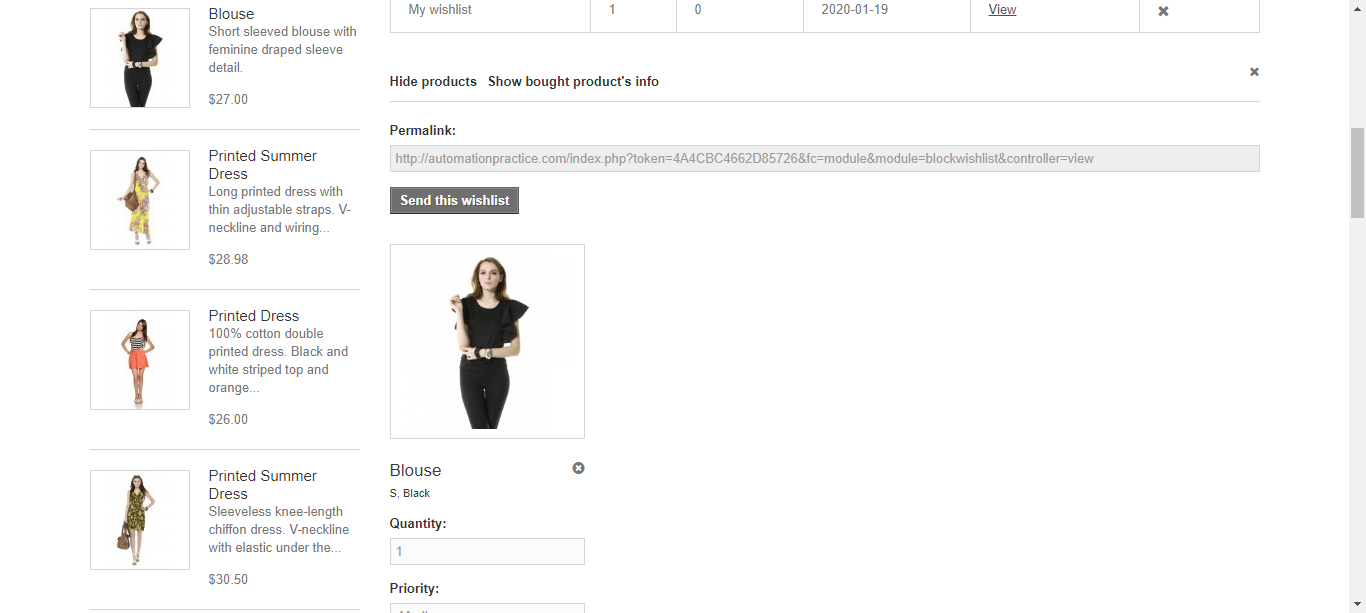 Blouse
Short sleeved blouse with
feminine draped sleeve
detail.
$27.00
Printed Summer
Dress
Long printed dress with
thin adjustable straps. V-
neckline and wiring...
$28.98
Printed Dress
100% cotton double
printed dress. Black and
white striped top and
orange...
$26.00
Printed Summer
Dress
Sleeveless knee-length
chiffon dress. V-neckline
with elastic under the...
$30.50
My wishlist 1 0 2020-01-19 View
Hide products Show bought product's info
Permalink:
http://automationpractice.com/index.php?token=4A4CBC4662D85726&fc=module&module=blockwishlist&controller=view
Send this wishlist
Blouse
S, Black
Quantity:
1
Priority: